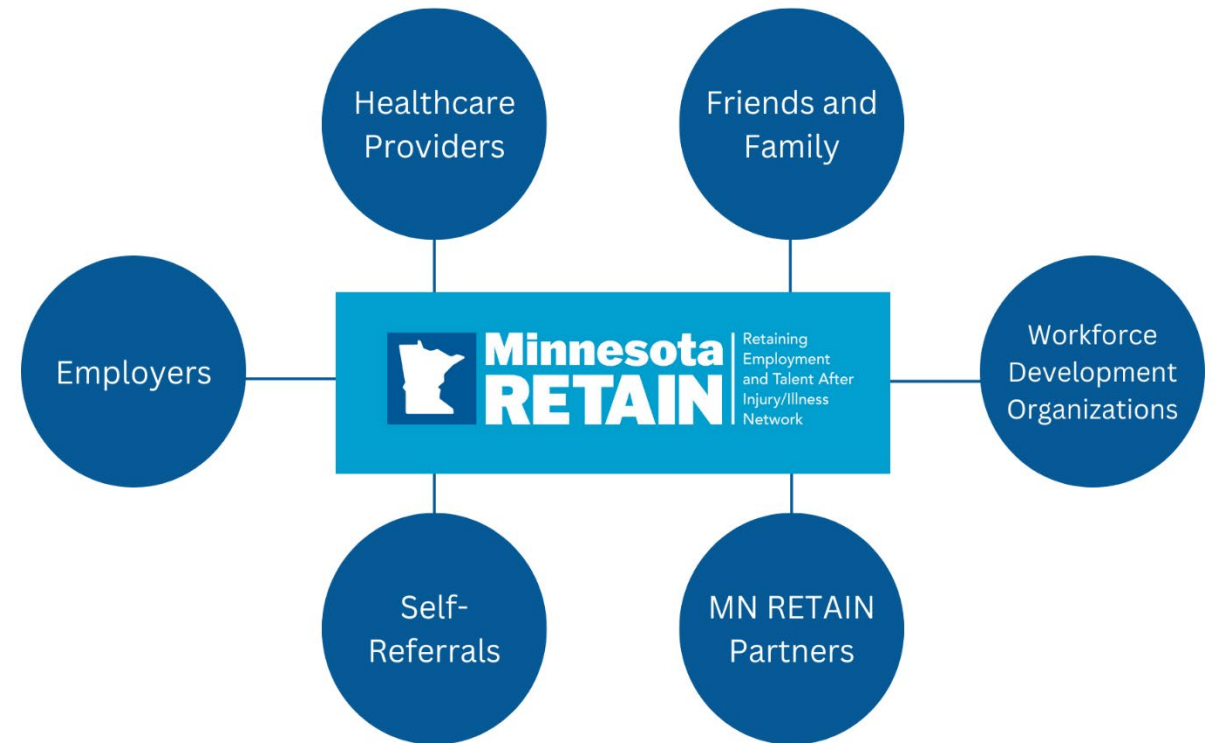 Healthcare
Providers
Friends and
Family
Employers
Minnesota
RETAIN
Retaining
Employment
and Talent After
Injury/Illness
Network
Workforce
Development
Organizations
Self-
Referrals
MN RETAIN
Partners